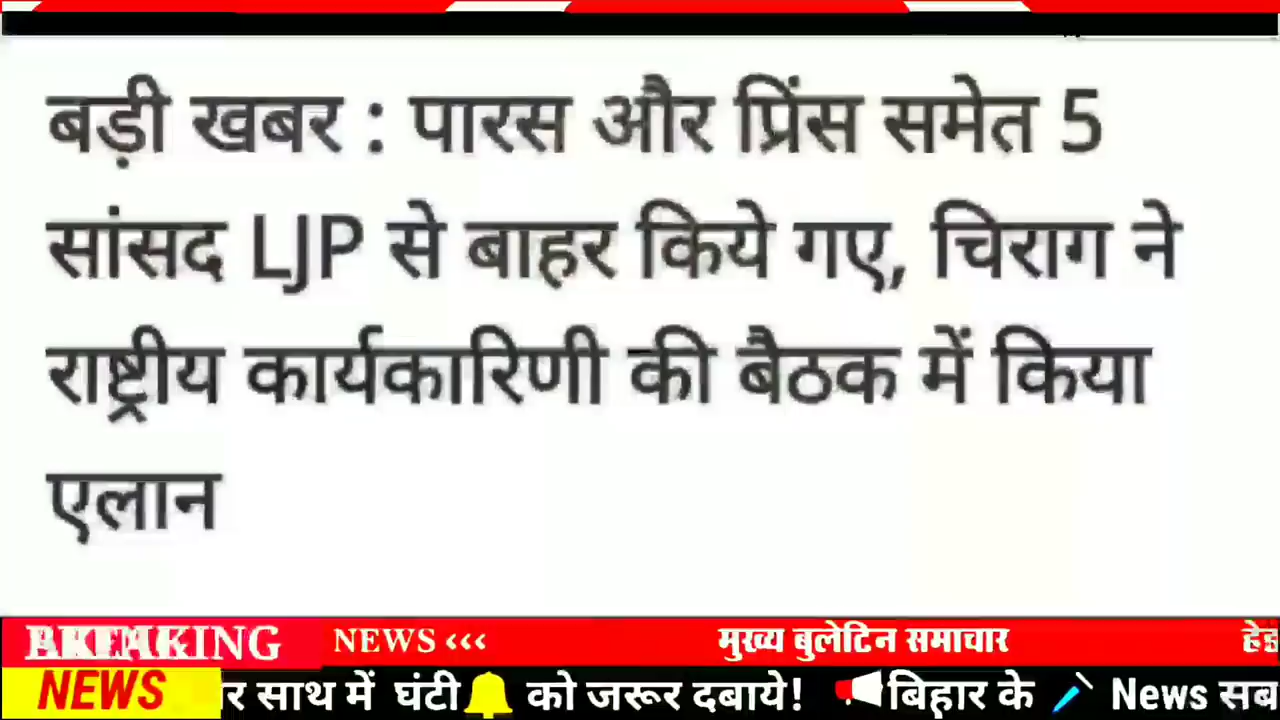 बड़ी खबर : पारस और प्रिंस समेत 5
सांसद LJP से बाहर किये गए, चिराग ने
राष्ट्रीय कार्यकारिणी की बैठक में किया
एलान
NEWS ‹‹‹ मुख्य बुलेटिन समाचार
NEWS साथ में घंटी🔔 को जरूर दबाये! 📢बिहार के News सब